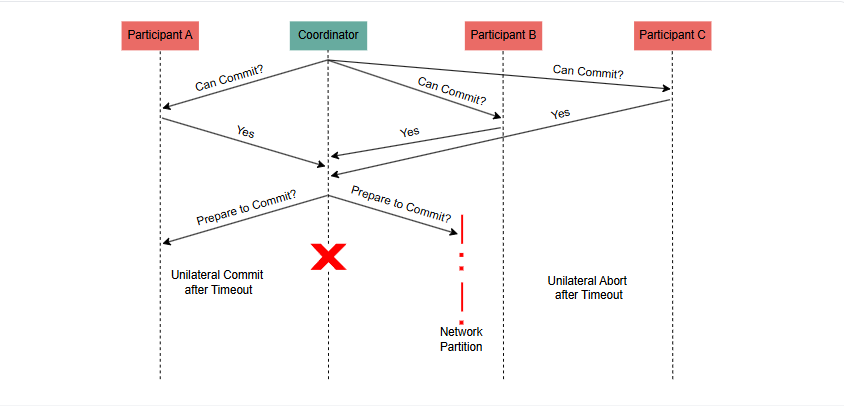 Participant A
Coordinator
Participant B
Participant C
Can Commit?
Can Commit?
Can Commit?
Yes
Yes
Yes
Prepare to Commit?
Prepare to Commit?
Unilateral Commit
after Timeout
Unilateral Abort
after Timeout
Network
Partition